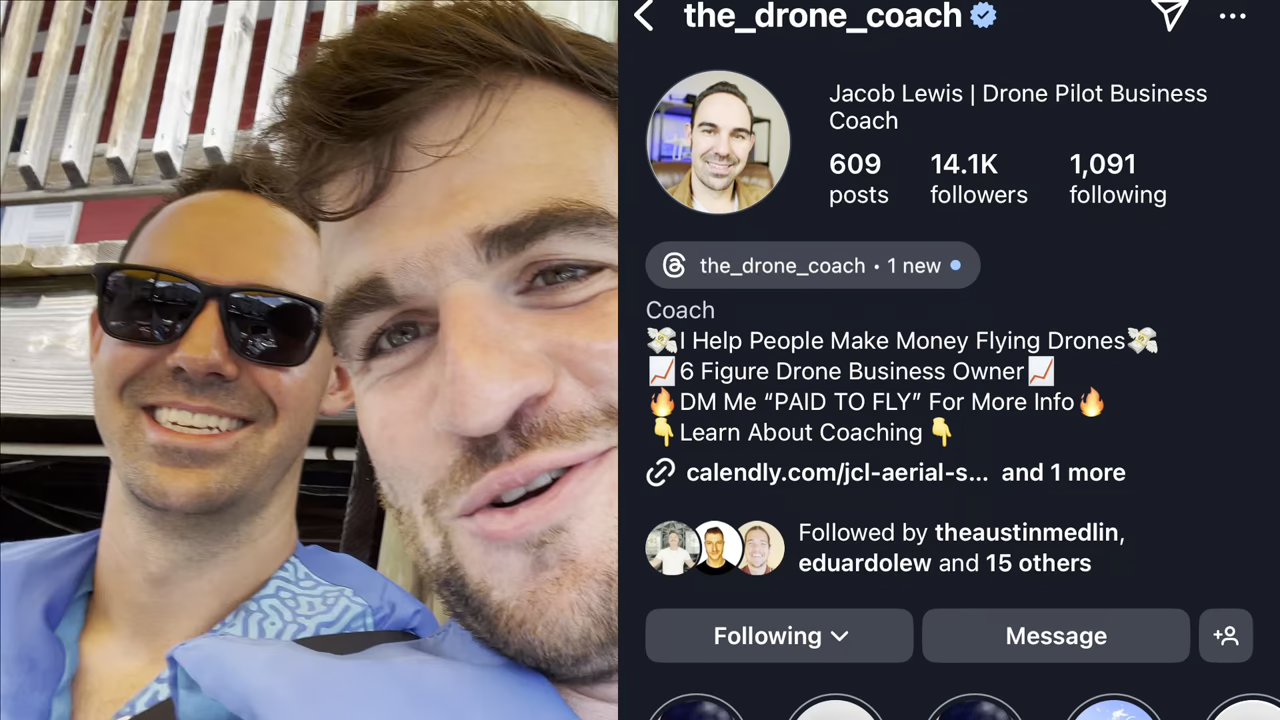 the_drone_coach
Jacob Lewis | Drone Pilot Business
Coach
609
posts
14.1K
followers
1,091
following
the_drone_coach • 1 new
Coach
💸I Help People Make Money Flying Drones💸
📈6 Figure Drone Business Owner📈
🔥DM Me “PAID TO FLY” For More Info🔥
👇Learn About Coaching 👇
calendly.com/jcl-aerial-s... and 1 more
Followed by theaustinmedlin,
eduardolew and 15 others
Following
Message